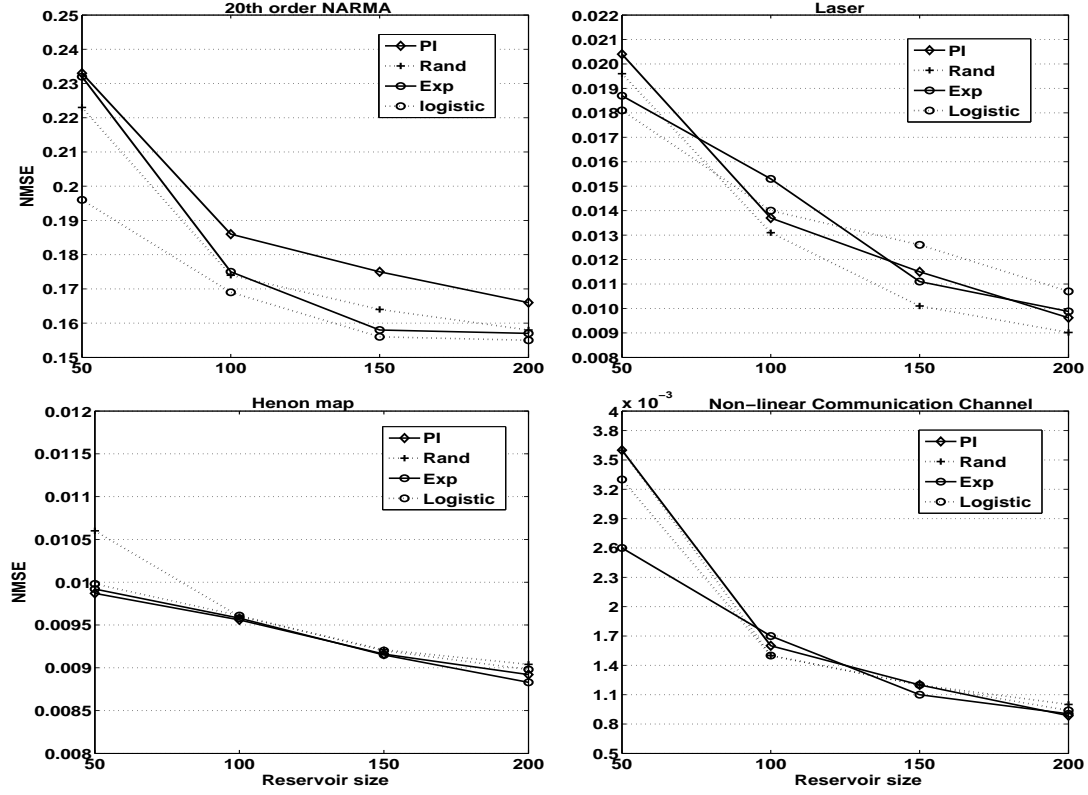 20th order NARMA
0.25
0.24
0.23
0.22
0.21
0.2
0.19
0.18
0.17
0.16
0.15
NMSE
50
100
150
200
PI
Rand
Exp
logistic
Laser
0.022
0.021
0.020
0.019
0.018
0.016
0.015
0.014
0.013
0.012
0.011
0.010
0.009
0.008
50
100
150
200
PI
Rand
Exp
Logistic
Henon map
0.012
0.0115
0.011
0.0105
0.01
0.0095
0.009
0.0085
0.008
NMSE
50
100
150
200
Reservoir size
PI
Rand
Exp
Logistic
Non−linear Communication Channel
x 10−3
4
3.8
3.5
3.2
2.9
2.6
2.3
2
1.7
1.4
1.1
0.8
0.5
50
100
150
200
Reservoir size
PI
Rand
Exp
Logistic